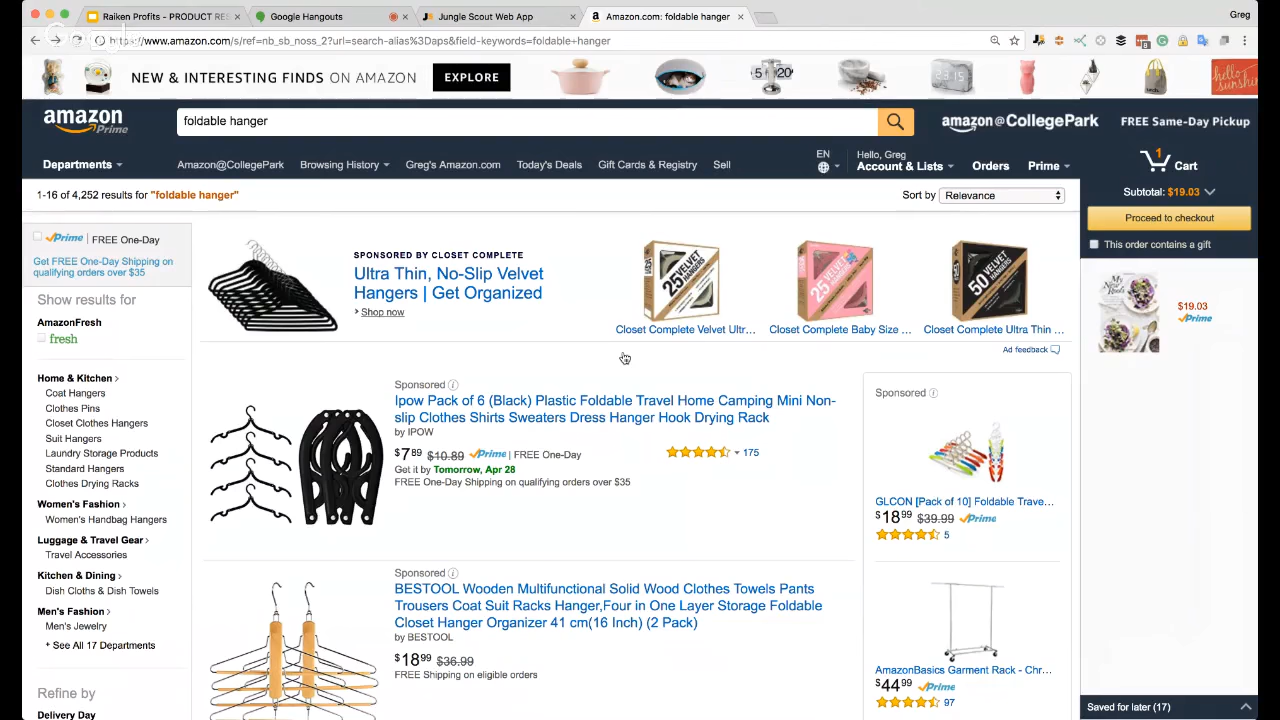 Raiken Profits - PRODUCT RES
Google Hangouts
Jungle Scout Web App
Amazon.com: foldable hanger
Greg
https://www.amazon.com/s/ref=nb_sb_noss_2?url=search-alias%3Daps&field-keywords=foldable+hanger
NEW & INTERESTING FINDS ON AMAZON
EXPLORE
hello
sunshin
amazon
Prime
foldable hanger
amazon@CollegePark
FREE Same-Day Pickup
Departments
Amazon@CollegePark
Browsing History
Greg's Amazon.com
Today's Deals
Gift Cards & Registry
Sell
EN
Hello, Greg
Account & Lists
Orders
Prime
1
Cart
1-16 of 4,252 results for "foldable hanger"
Sort by
Relevance
Subtotal: $19.03
Proceed to checkout
This order contains a gift
$19.03
Prime
Prime | FREE One-Day
Get FREE One-Day Shipping on
qualifying orders over $35
Show results for
AmazonFresh
fresh
Home & Kitchen
Coat Hangers
Clothes Pins
Closet Clothes Hangers
Suit Hangers
Laundry Storage Products
Standard Hangers
Clothes Drying Racks
Women's Fashion
Women's Handbag Hangers
Luggage & Travel Gear
Travel Accessories
Kitchen & Dining
Dish Cloths & Dish Towels
Men's Fashion
Men's Jewelry
+ See All 17 Departments
Refine by
Delivery Day
SPONSORED BY CLOSET COMPLETE
Ultra Thin, No-Slip Velvet
Hangers | Get Organized
Shop now
25 VELVET
HANGERS
Closet Complete Velvet Ultr...
25 VELVET
HANGERS
Closet Complete Baby Size ...
50 VELVET
HANGERS
Closet Complete Ultra Thin ...
Ad feedback
Sponsored
Ipow Pack of 6 (Black) Plastic Foldable Travel Home Camping Mini Non-
slip Clothes Shirts Sweaters Dress Hanger Hook Drying Rack
by IPOW
$7 89 $10.89 Prime | FREE One-Day
175
Get it by Tomorrow, Apr 28
FREE One-Day Shipping on qualifying orders over $35
Sponsored
BESTOOL Wooden Multifunctional Solid Wood Clothes Towels Pants
Trousers Coat Suit Racks Hanger,Four in One Layer Storage Foldable
Closet Hanger Organizer 41 cm(16 Inch) (2 Pack)
by BESTOOL
$18 99 $36.99
FREE Shipping on eligible orders
Sponsored
GLCON [Pack of 10] Foldable Trave...
$18 99 $39.99 Prime
5
AmazonBasics Garment Rack - Chr...
$44 99 Prime
97
Saved for later (17)